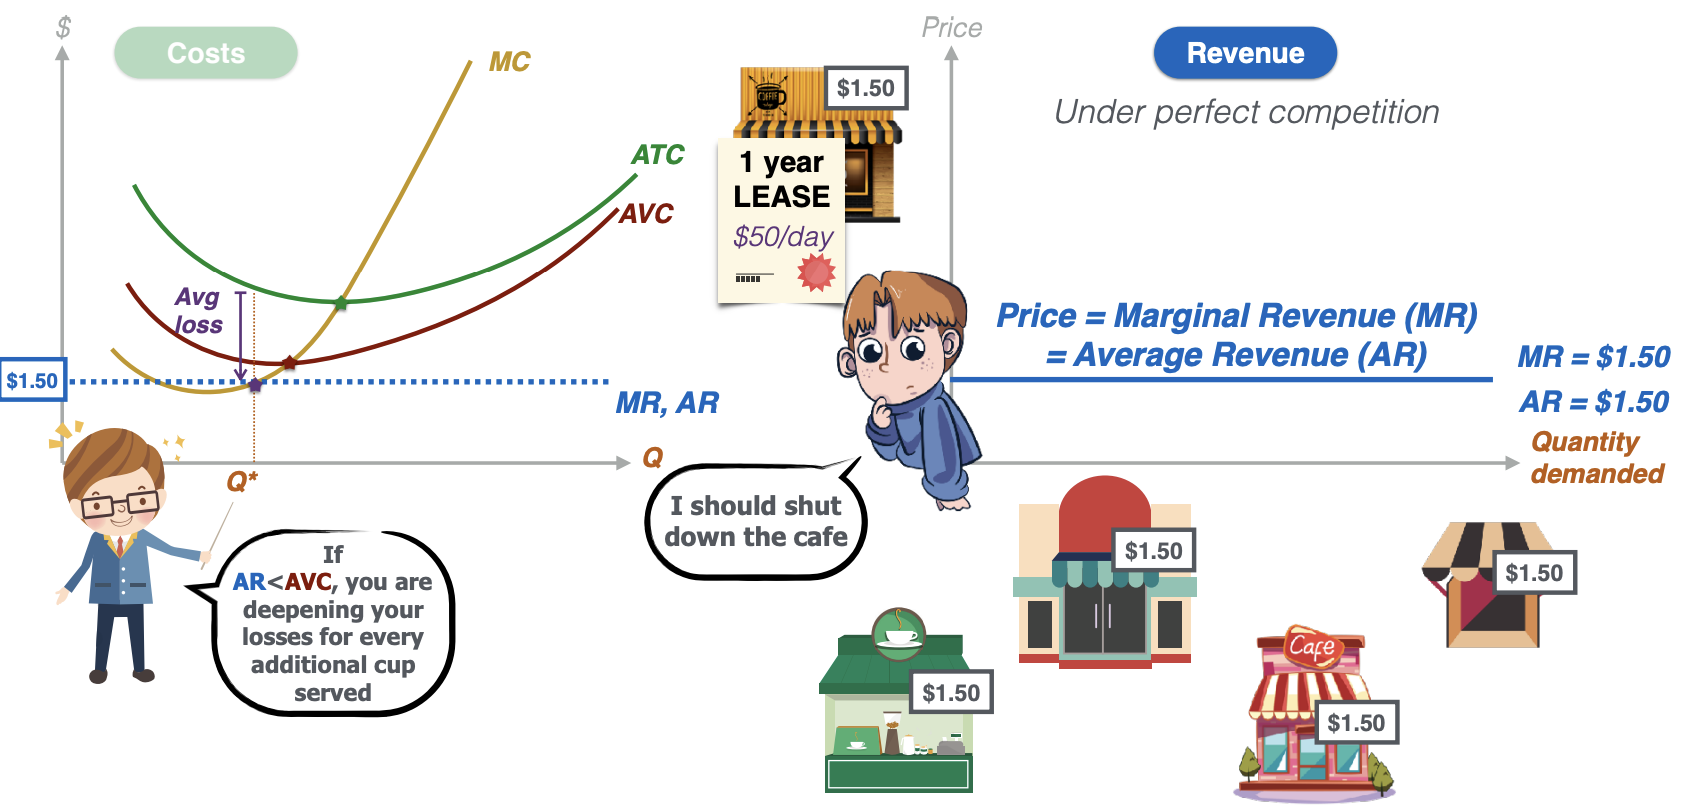 $
Costs
MC
ATC
AVC
Avg
loss
$1.50
MR, AR
Q
Q*
If
AR<AVC, you are
deepening your
losses for every
additional cup
served
COFFEE
$1.50
1 year
LEASE
$50/day
I should shut
down the cafe
Price
Revenue
Under perfect competition
Price = Marginal Revenue (MR)
= Average Revenue (AR)
MR = $1.50
AR = $1.50
Quantity
demanded
$1.50
$1.50
$1.50
Cafe
$1.50